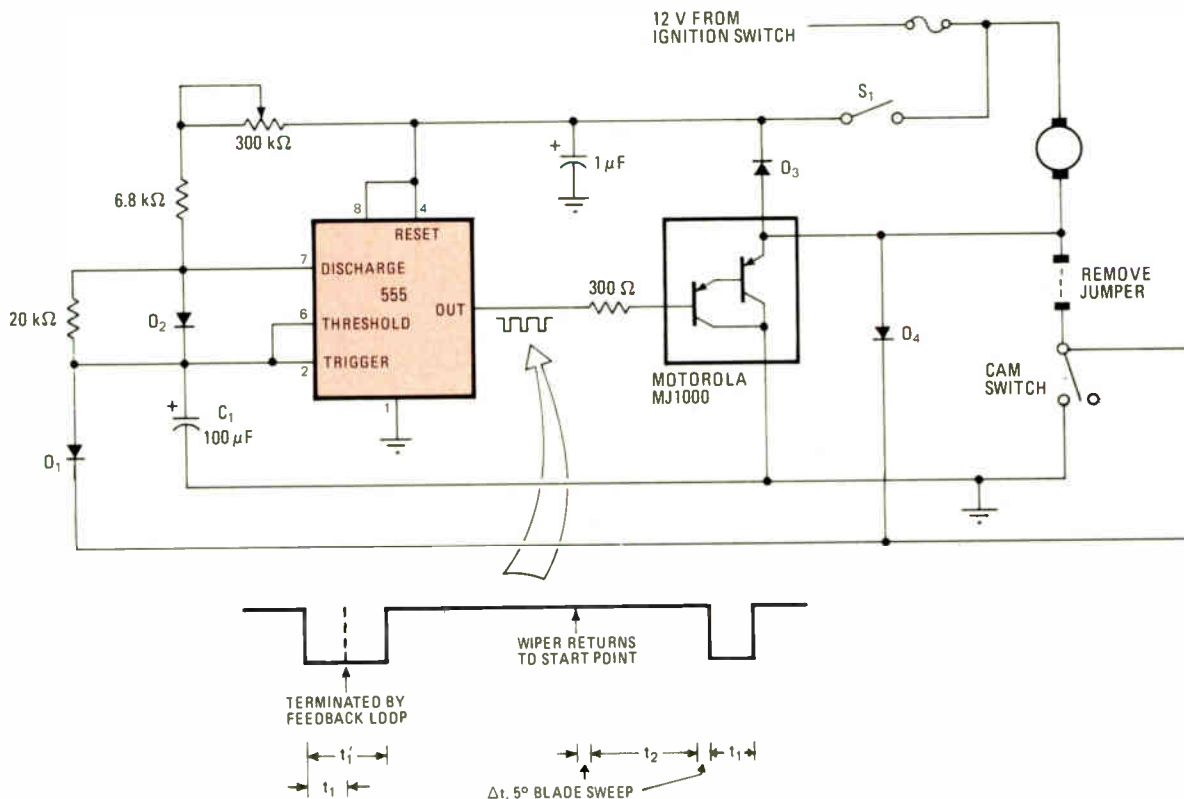 12 V FROM
IGNITION SWITCH
S1
300 kΩ
+
1 μF
D3
6.8 kΩ
8
4
RESET
7
DISCHARGE
300 Ω
555
OUT
REMOVE
JUMPER
20 kΩ
D2
6
THRESHOLD
D4
TRIGGER
2
MOTOROLA
MJ1000
CAM
SWITCH
+
C1
100 μF
1
D1
WIPER RETURNS
TO START POINT
TERMINATED BY
FEEDBACK LOOP
t1′
t2
t1
t1
Δt, 5° BLADE SWEEP